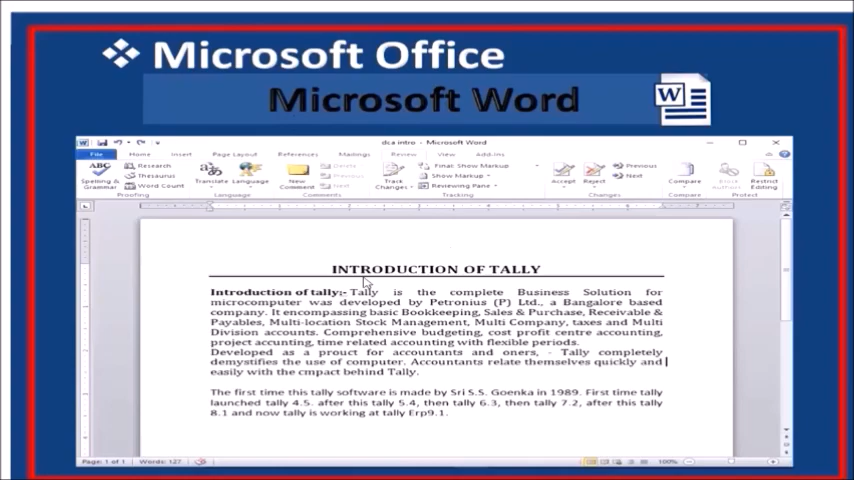 ❖ Microsoft Office
Microsoft Word
W
dca intro - Microsoft Word
File Home Insert Page Layout References Mailings Review View Add-Ins
ABC Spelling & Grammar Research Thesaurus Word Count Translate Language New Comment Delete Previous Next Track Changes Final: Show Markup Show Markup Reviewing Pane Accept Reject Previous Next Compare Block Authors Restrict Editing
Proofing Language Comments Tracking Changes Compare Protect
INTRODUCTION OF TALLY
Introduction of tally:- Tally is the complete Business Solution for
microcomputer was developed by Petronius (P) Ltd., a Bangalore based
company. It encompassing basic Bookkeeping, Sales & Purchase, Receivable &
Payables, Multi-location Stock Management, Multi Company, taxes and Multi
Division accounts. Comprehensive budgeting, cost profit centre accounting,
project accunting, time related accounting with flexible periods.
Developed as a prouct for accountants and oners, - Tally completely
demystifies the use of computer. Accountants relate themselves quickly and
easily with the cmpact behind Tally.
The first time this tally software is made by Sri S.S. Goenka in 1989. First time tally
launched tally 4.5. after this tally 5.4, then tally 6.3, then tally 7.2, after this tally
8.1 and now tally is working at tally Erp9.1.
Page: 1 of 1 Words: 127 100%